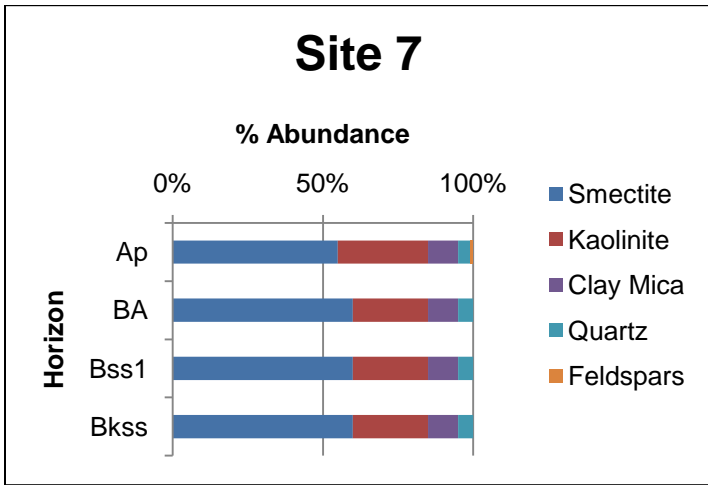 Site 7
% Abundance
0% 50% 100%
Horizon
Ap
BA
Bss1
Bkss
Smectite
Kaolinite
Clay Mica
Quartz
Feldspars